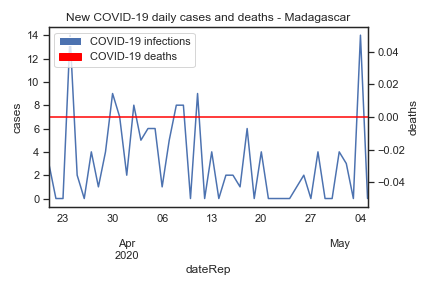 New COVID-19 daily cases and deaths - Madagascar
COVID-19 infections
COVID-19 deaths
14
12
10
8
6
4
2
0
cases
0.04
0.02
0.00
−0.02
−0.04
deaths
23 30 06 13 20 27 04
Apr May
2020
dateRep